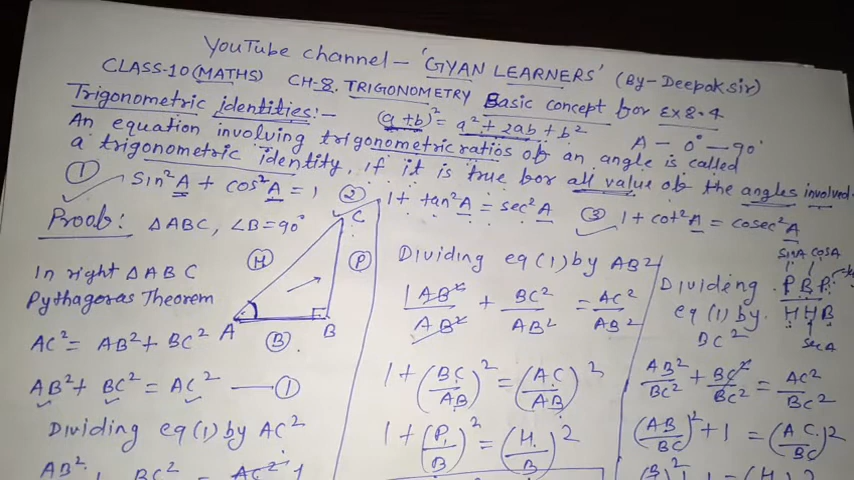 YouTube channel - 'GYAN LEARNERS' (By-Deepak sir)
CLASS-10 (MATHS) CH-8. TRIGONOMETRY Basic concept for Ex 8.4
Trigonometric identities:-
(a+b)² = a² + 2ab + b²
A - 0° - 90°
An equation involving trigonometric ratios of an angle is called
a trigonometric identity, if it is true for all value of the angles involved.
① sin²A + cos²A = 1
② 1 + tan²A = sec²A
③ 1 + cot²A = cosec²A
Proof: △ABC, ∠B = 90°
In right △ABC
Pythagoras Theorem
AC² = AB² + BC²
AB² + BC² = AC² — ①
Dividing eq (1) by AC²
C
H
P
A
B
B
Dividing eq (1) by AB²
AB²/AB² + BC²/AB² = AC²/AB²
1 + (BC/AB)² = (AC/AB)²
1 + (P/B)² = (H/B)²
sinA cosA
P B P
H H B
secA
Dividing
eq (1) by
BC²
AB²/BC² + BC²/BC² = AC²/BC²
(AB/BC)² + 1 = (AC/BC)²